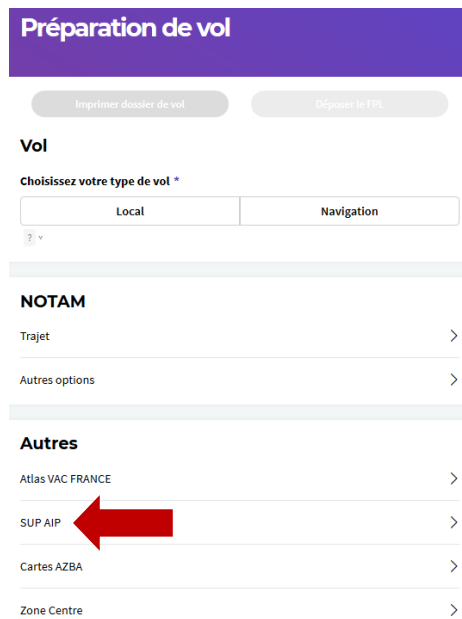 Préparation de vol
Imprimer dossier de vol
Déposer le FPL
Vol
Choisissez votre type de vol *
Local
Navigation
?
NOTAM
Trajet
Autres options
Autres
Atlas VAC FRANCE
SUP AIP
Cartes AZBA
Zone Centre